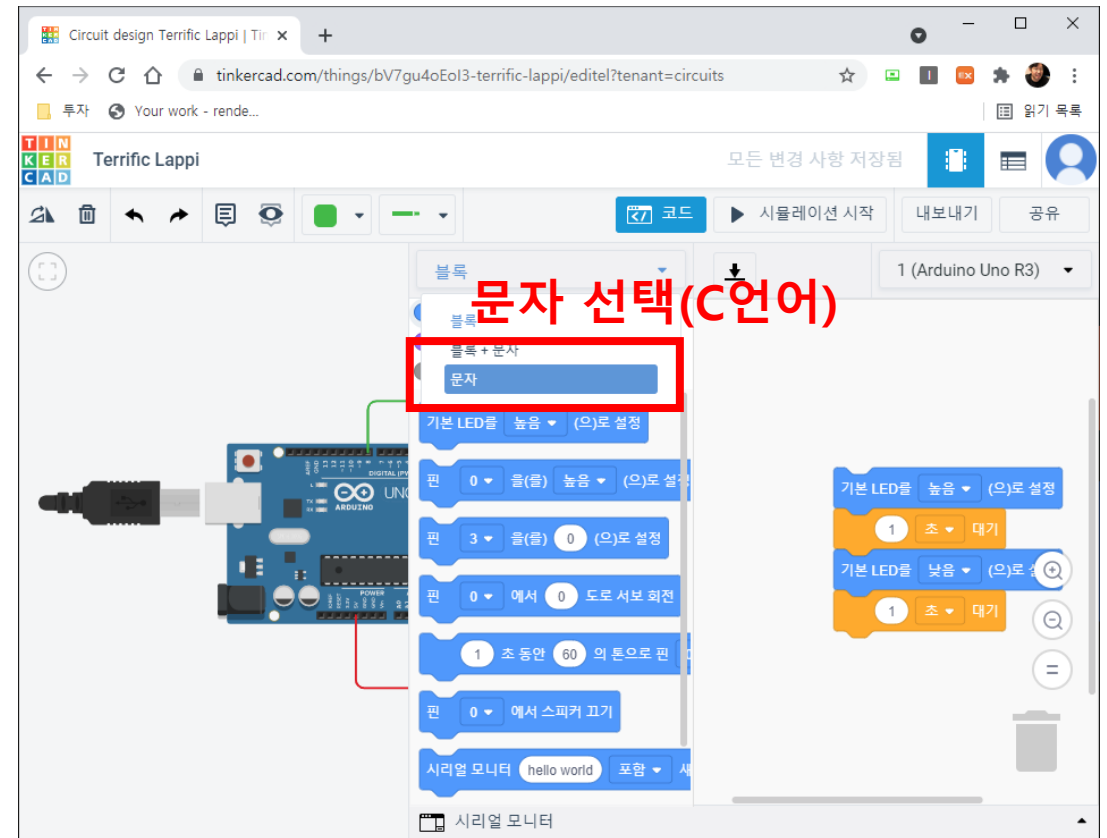 Circuit design Terrific Lappi | Tin
tinkercad.com/things/bV7gu4oEoI3-terrific-lappi/editel?tenant=circuits
투자 Your work - rende... 읽기 목록
TIN
KER
CAD
Terrific Lappi 모든 변경 사항 저장됨
코드 시뮬레이션 시작 내보내기 공유
블록 1 (Arduino Uno R3)
문자 선택(C언어)
블록
블록 + 문자
문자
기본 LED를 높음 (으)로 설정
핀 0 을(를) 높음 (으)로 설정
핀 3 을(를) 0 (으)로 설정
핀 0 에서 0 도로 서보 회전
1 초 동안 60 의 톤으로 핀
핀 0 에서 스피커 끄기
시리얼 모니터 hello world 포함
DIGITAL (PW
UNO
ARDUINO
POWER
기본 LED를 높음 (으)로 설정
1 초 대기
기본 LED를 낮음 (으)로
1 초 대기
시리얼 모니터